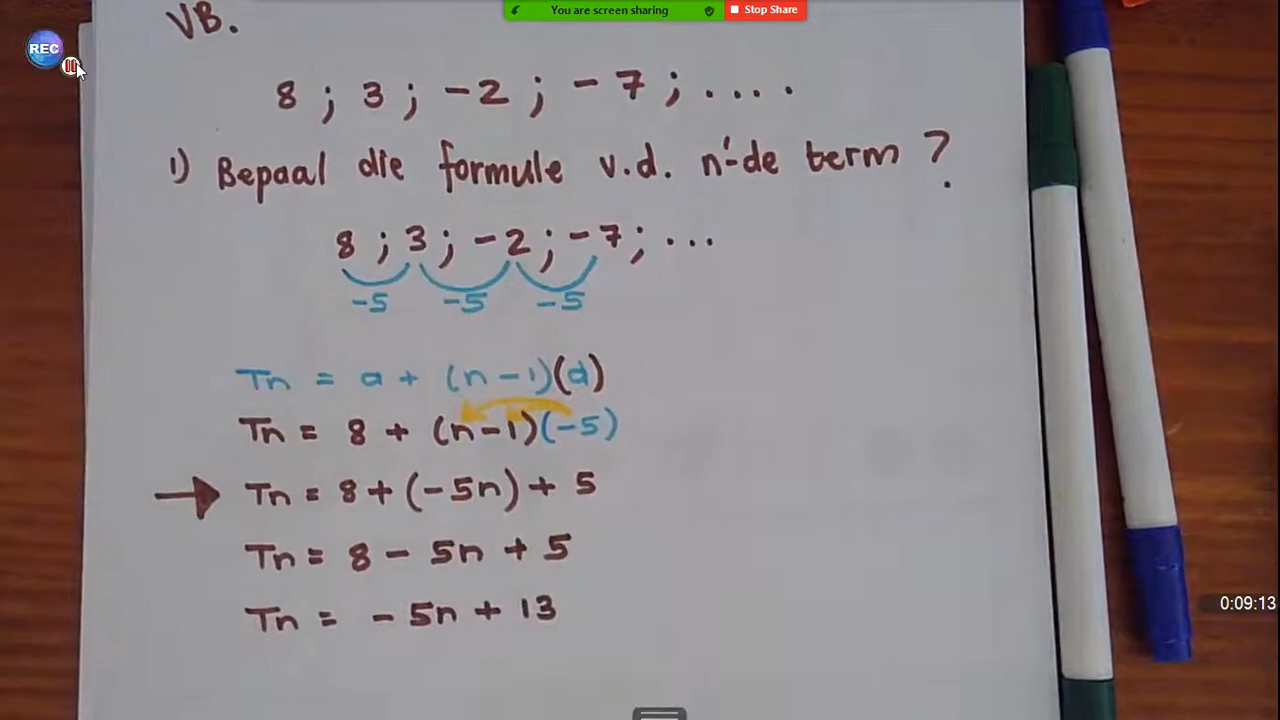 You are screen sharing Stop Share
REC
VB.
8 ; 3 ; -2 ; -7 ; ....
1) Bepaal die formule v.d. n'-de term ?
8 ; 3 ; -2 ; -7 ; ...
-5 -5 -5
Tn = a + (n-1)(d)
Tn = 8 + (n-1)(-5)
Tn = 8 + (-5n) + 5
Tn = 8 - 5n + 5
Tn = - 5n + 13
0:09:13